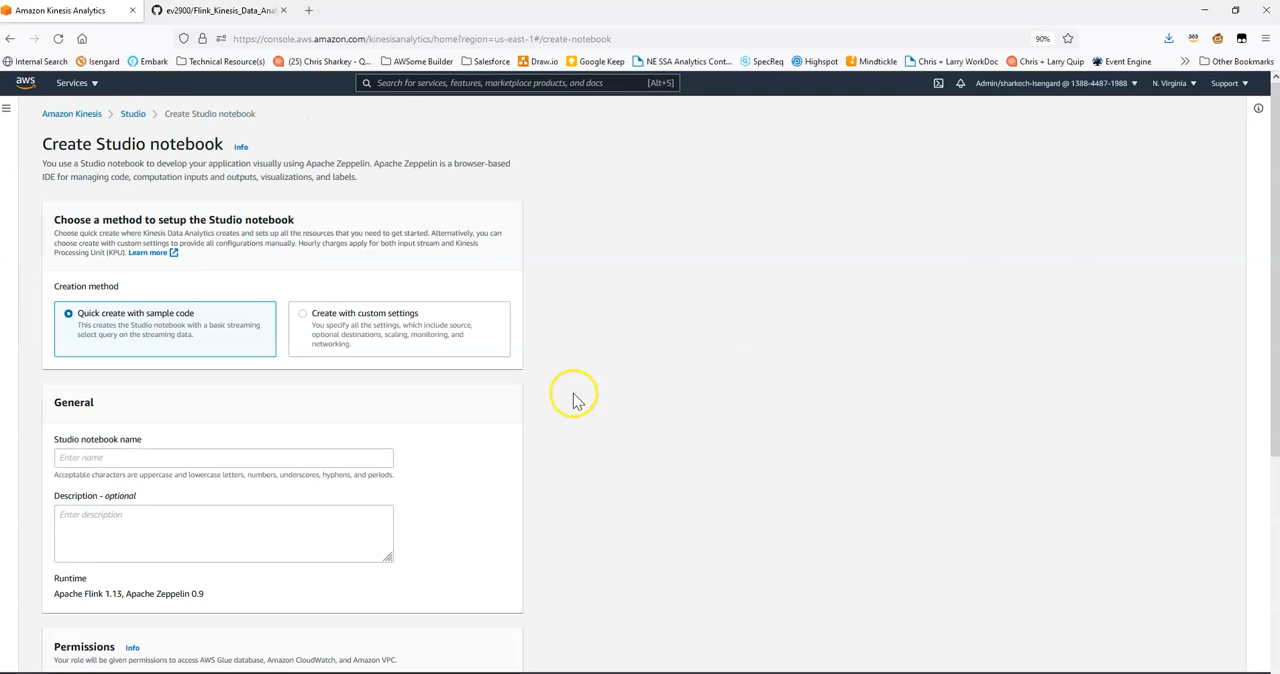 Amazon Kinesis Analytics
ev2900/Flink_Kinesis_Data_Ana
https://console.aws.amazon.com/kinesisanalytics/home?region=us-east-1#/create-notebook
90%
Internal Search
Isengard
Embark
Technical Resource(s)
(25) Chris Sharkey - Q...
AWSome Builder
Salesforce
Draw.io
Google Keep
NE SSA Analytics Cont...
SpecReq
Highspot
Mindtickle
Chris + Larry WorkDoc
Chris + Larry Quip
Event Engine
Other Bookmarks
aws
Services
Search for services, features, marketplace products, and docs
[Alt+S]
Admin/sharkech-Isengard @ 1388-4487-1988
N. Virginia
Support
Amazon Kinesis
Studio
Create Studio notebook
Create Studio notebook Info
You use a Studio notebook to develop your application visually using Apache Zeppelin. Apache Zeppelin is a browser-based
IDE for managing code, computation inputs and outputs, visualizations, and labels.
Choose a method to setup the Studio notebook
Choose quick create where Kinesis Data Analytics creates and sets up all the resources that you need to get started. Alternatively, you can
choose create with custom settings to provide all configurations manually. Hourly charges apply for both input stream and Kinesis
Processing Unit (KPU). Learn more
Creation method
Quick create with sample code
This creates the Studio notebook with a basic streaming
select query on the streaming data.
Create with custom settings
You specify all the settings, which include source,
optional destinations, scaling, monitoring, and
networking.
General
Studio notebook name
Enter name
Acceptable characters are uppercase and lowercase letters, numbers, underscores, hyphens, and periods.
Description - optional
Enter description
Runtime
Apache Flink 1.13, Apache Zeppelin 0.9
Permissions Info
Your role will be given permissions to access AWS Glue database, Amazon CloudWatch, and Amazon VPC.